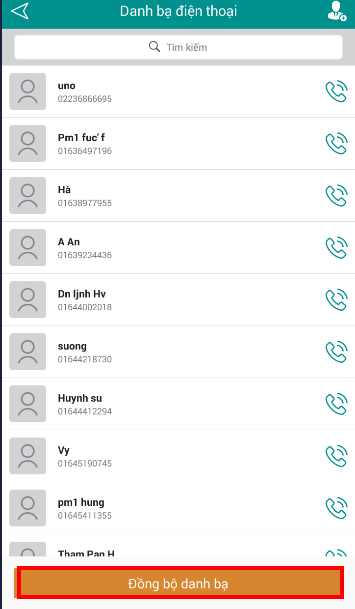 Danh bạ điện thoại
Tìm kiếm
uno
02236866695
Pm1 fuc' f
01636497196
Hà
01638977955
A An
01639234436
Dn ljnh Hv
01644002018
suong
01644218730
Huynh su
01644412294
Vy
01645190745
pm1 hung
01645411355
Tham Pan H
Đồng bộ danh bạ